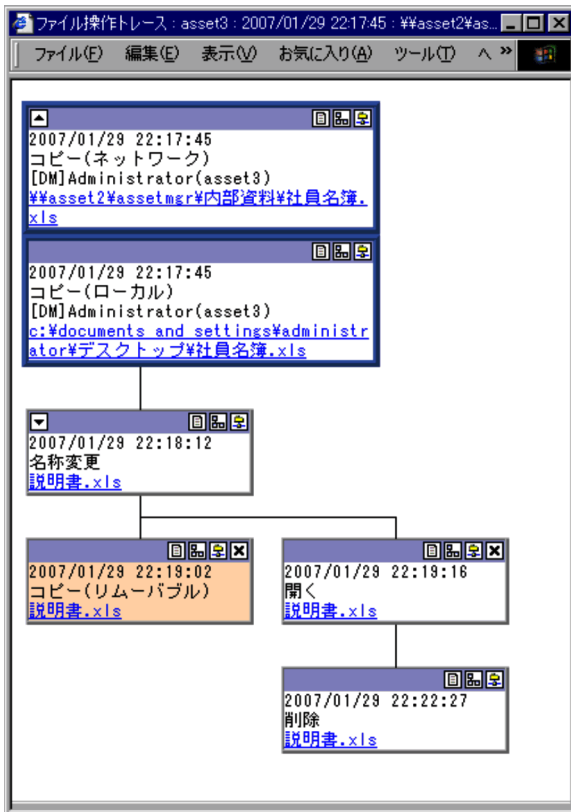 ファイル操作トレース : asset3 : 2007/01/29 22:17:45 : ¥¥asset2¥as...
ファイル(F) 編集(E) 表示(V) お気に入り(A) ツール(T) ヘ »
2007/01/29 22:17:45
コピー(ネットワーク)
[DM]Administrator(asset3)
¥¥asset2¥assetmgr¥内部資料¥社員名簿.
xls
2007/01/29 22:17:45
コピー(ローカル)
[DM]Administrator(asset3)
c:¥documents and settings¥administr
ator¥デスクトップ¥社員名簿.xls
2007/01/29 22:18:12
名称変更
説明書.xls
2007/01/29 22:19:02
コピー(リムーバブル)
説明書.xls
2007/01/29 22:19:16
開く
説明書.xls
2007/01/29 22:22:27
削除
説明書.xls